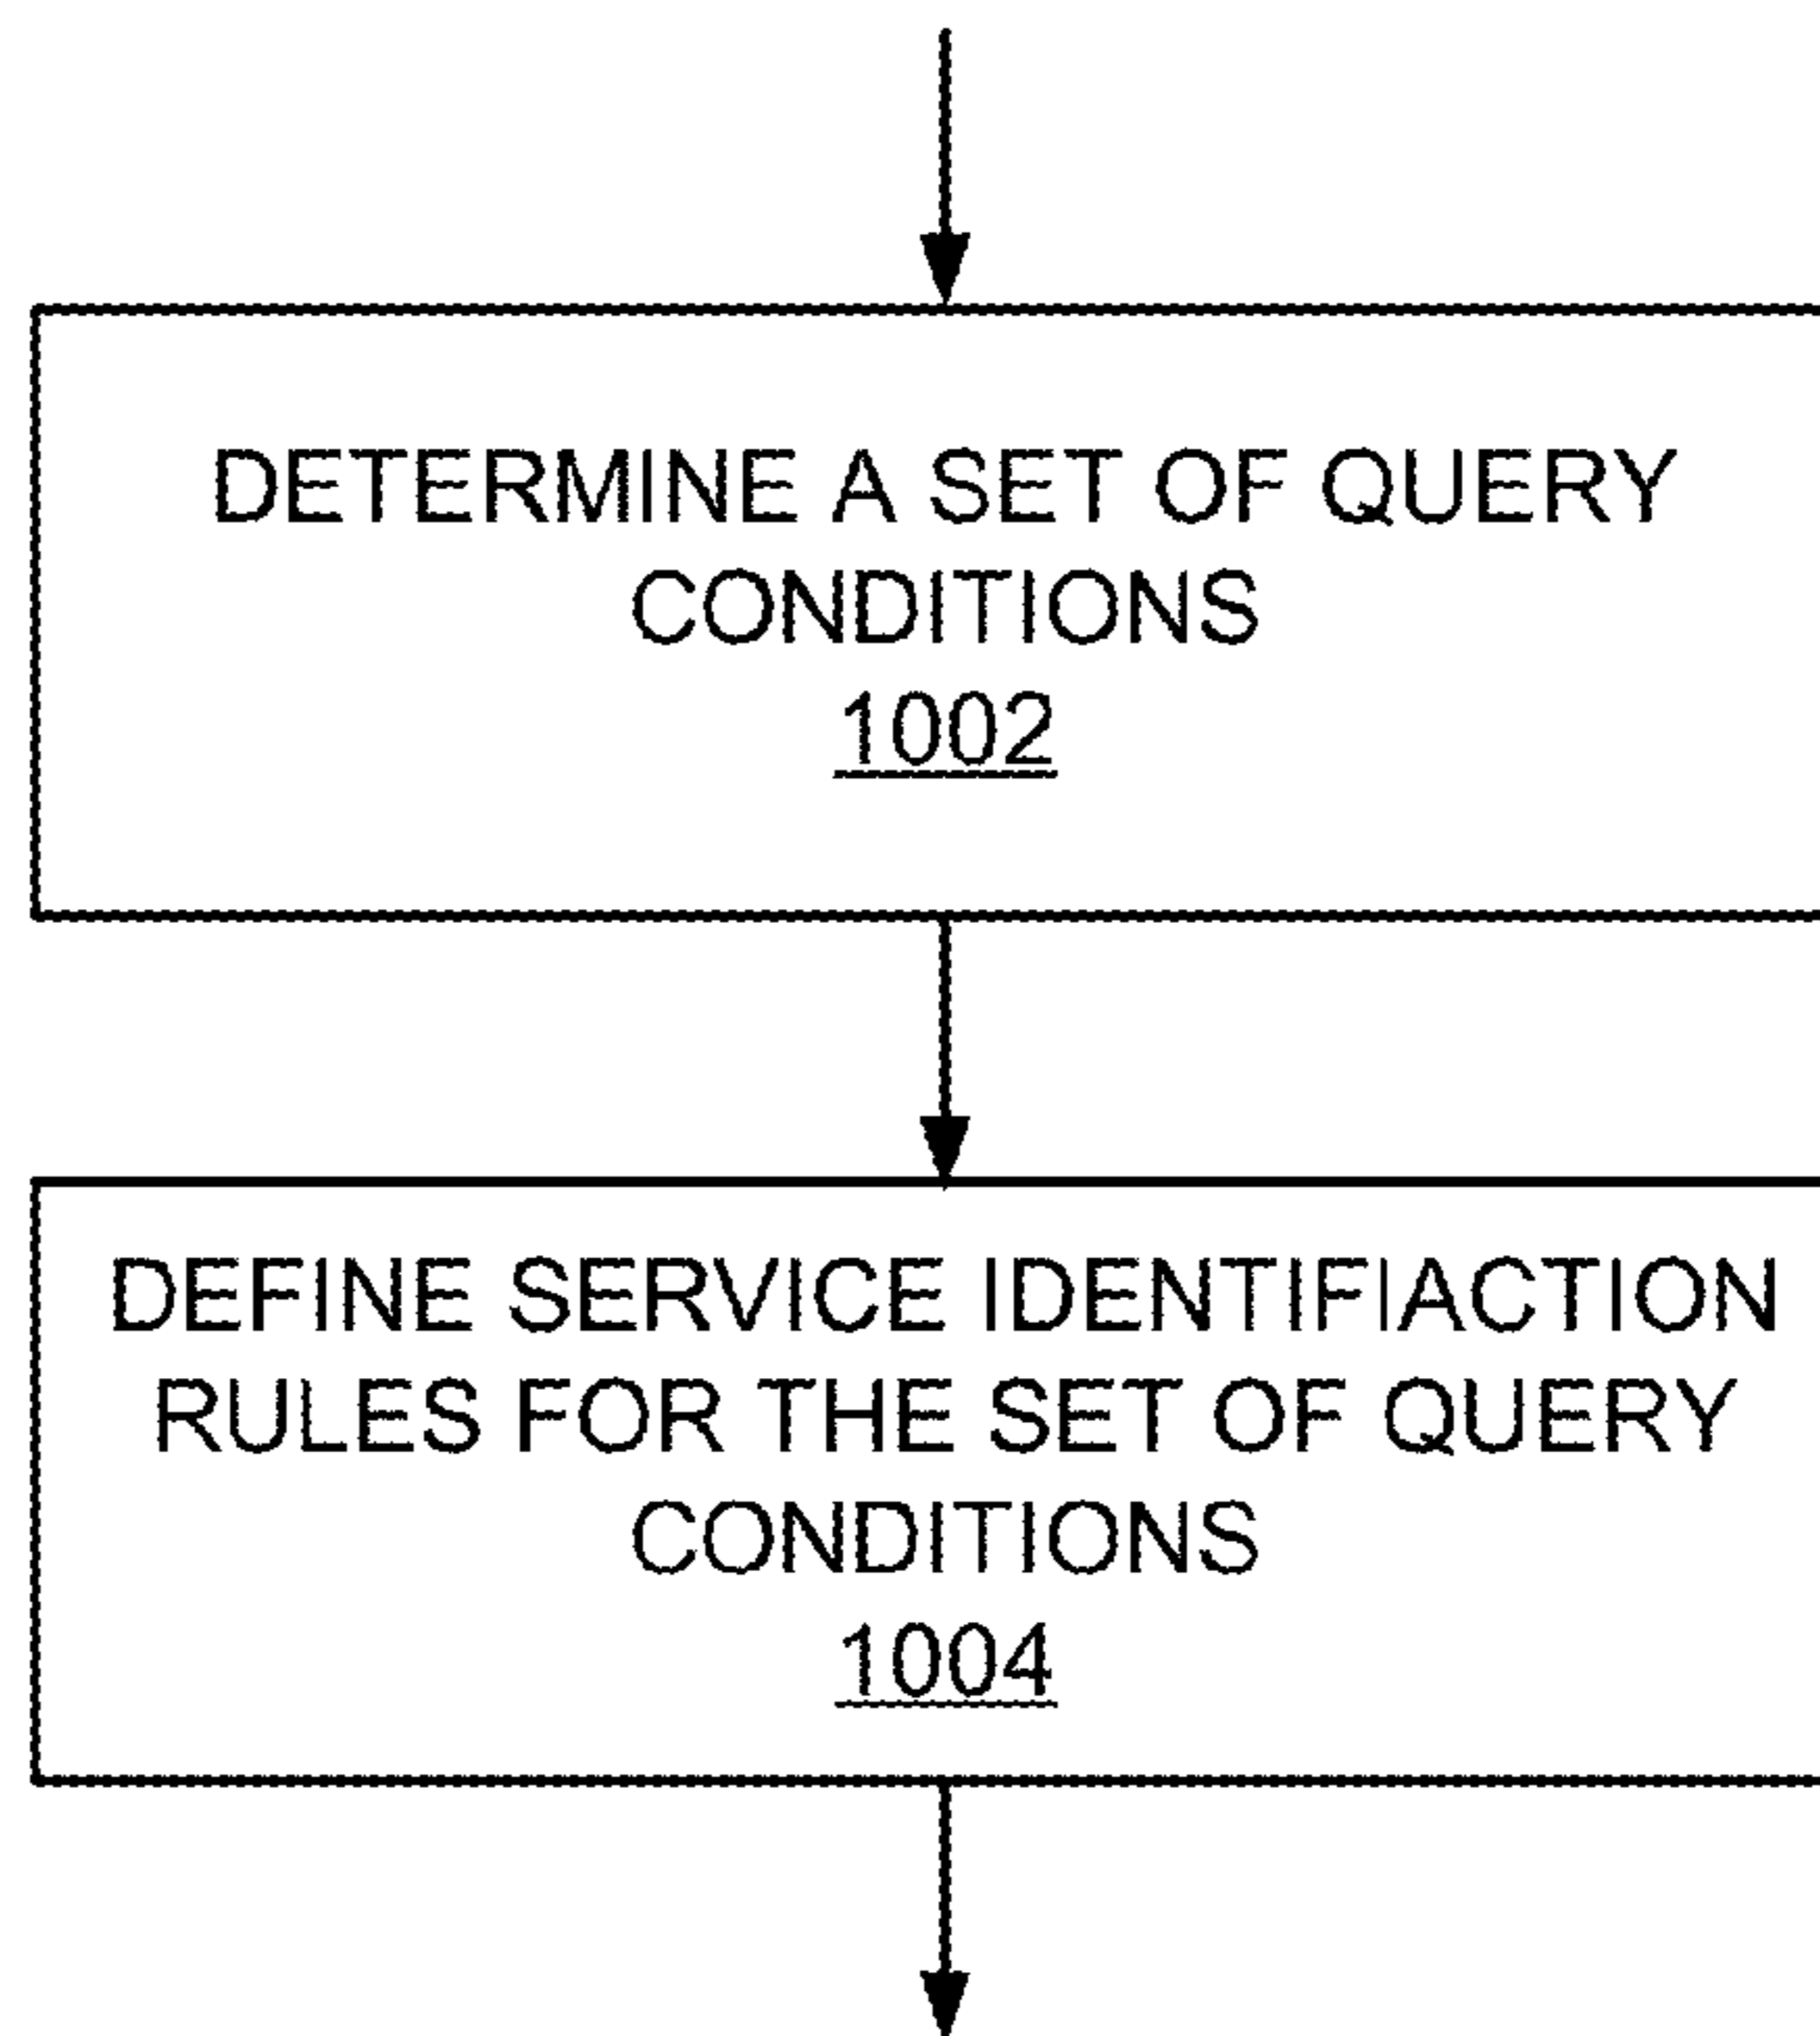 DETERMINE A SET OF QUERY
CONDITIONS
1002
DEFINE SERVICE IDENTIFIACTION
RULES FOR THE SET OF QUERY
CONDITIONS
1004